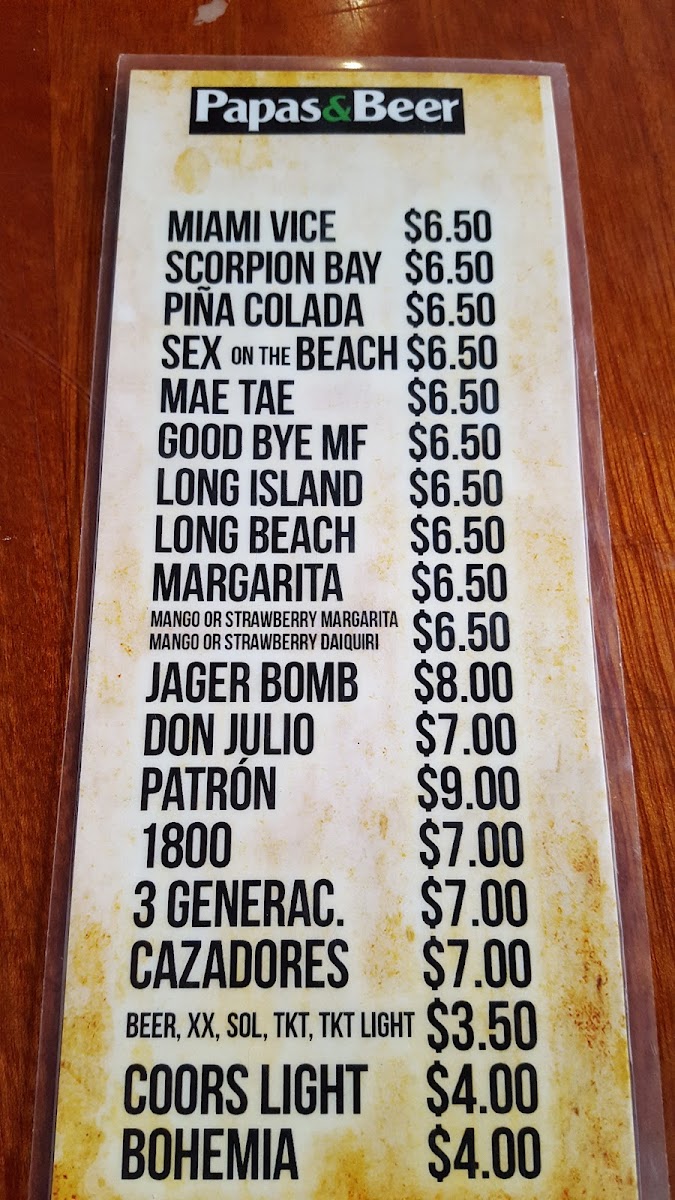 Papas&Beer
MIAMI VICE $6.50
SCORPION BAY $6.50
PIÑA COLADA $6.50
SEX ON THE BEACH $6.50
MAE TAE $6.50
GOOD BYE MF $6.50
LONG ISLAND $6.50
LONG BEACH $6.50
MARGARITA $6.50
MANGO OR STRAWBERRY MARGARITA
MANGO OR STRAWBERRY DAIQUIRI $6.50
JAGER BOMB $8.00
DON JULIO $7.00
PATRÓN $9.00
1800 $7.00
3 GENERAC. $7.00
CAZADORES $7.00
BEER, XX, SOL, TKT, TKT LIGHT $3.50
COORS LIGHT $4.00
BOHEMIA $4.00